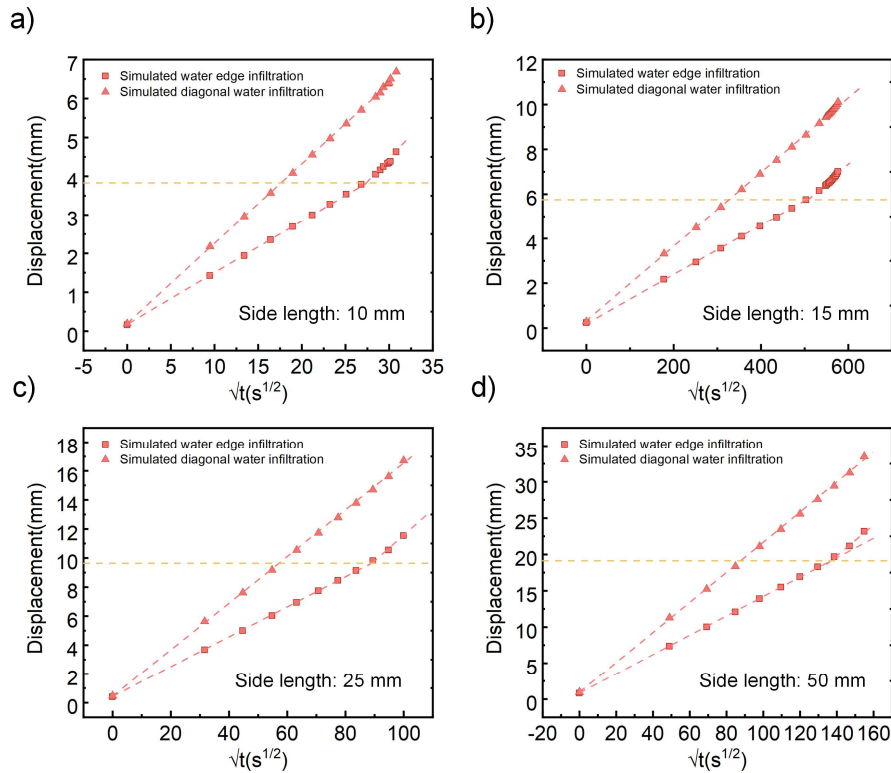 a)
7
6
5
4
3
2
1
0
Displacement(mm)
Simulated water edge infiltration
Simulated diagonal water infiltration
Side length: 10 mm
-5 0 5 10 15 20 25 30 35
√t(s^1/2)
b)
12
10
8
6
4
2
0
Displacement(mm)
Simulated water edge infiltration
Simulated diagonal water infiltration
Side length: 15 mm
0 200 400 600
√t(s^1/2)
c)
18
16
14
12
10
8
6
4
2
0
Displacement(mm)
Simulated water edge infiltration
Simulated diagonal water infiltration
Side length: 25 mm
0 20 40 60 80 100
√t(s^1/2)
d)
35
30
25
20
15
10
5
0
Displacement(mm)
Simulated water edge infiltration
Simulated diagonal water infiltration
Side length: 50 mm
-20 0 20 40 60 80 100 120 140 160
√t(s^1/2)